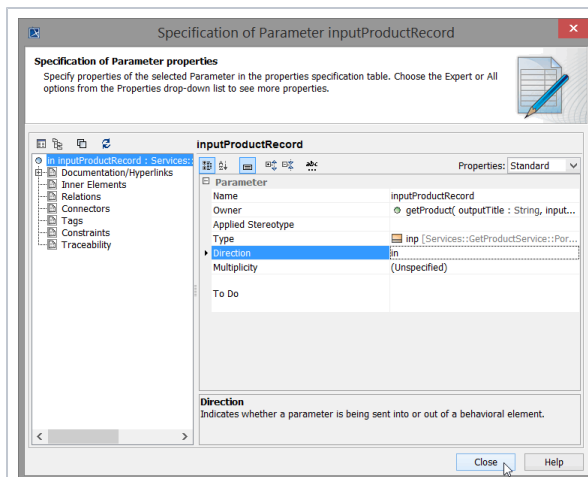 Specification of Parameter inputProductRecord
Specification of Parameter properties
Specify properties of the selected Parameter in the properties specification table. Choose the Expert or All
options from the Properties drop-down list to see more properties.
inputProductRecord
in inputProductRecord : Services::
Documentation/Hyperlinks
Inner Elements
Relations
Connectors
Tags
Constraints
Traceability
Properties: Standard
Parameter
Name inputProductRecord
Owner getProduct( outputTitle : String, input...
Applied Stereotype
Type inp [Services::GetProductService::Por...
Direction in
Multiplicity (Unspecified)
To Do
Direction
Indicates whether a parameter is being sent into or out of a behavioral element.
Close Help